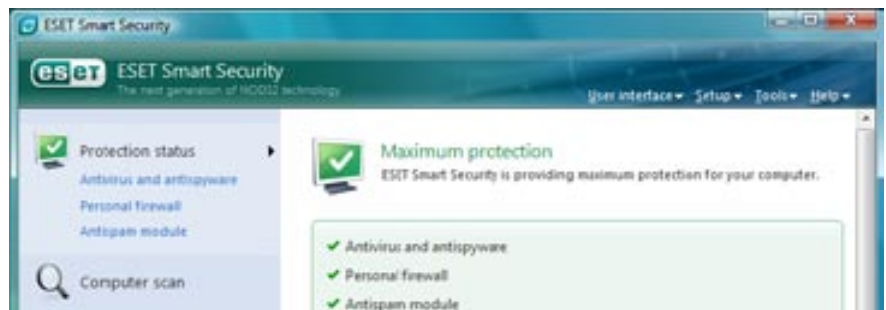 ESET Smart Security
eseT ESET Smart Security
The next generation of NOD32 technology
User interface Setup Tools Help
Protection status
Antivirus and antispyware
Personal firewall
Antispam module
Computer scan
Maximum protection
ESET Smart Security is providing maximum protection for your computer.
Antivirus and antispyware
Personal firewall
Antispam module